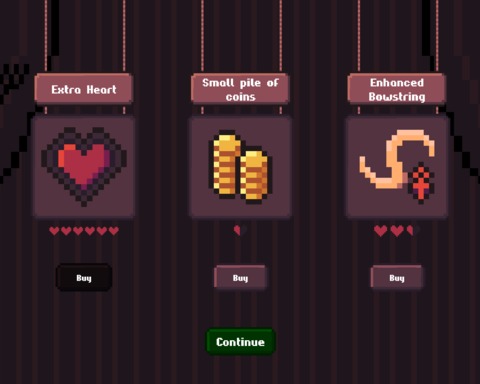 Extra Heart
Small pile of
coins
Enhanced
Bowstring
Buy
Buy
Buy
Continue